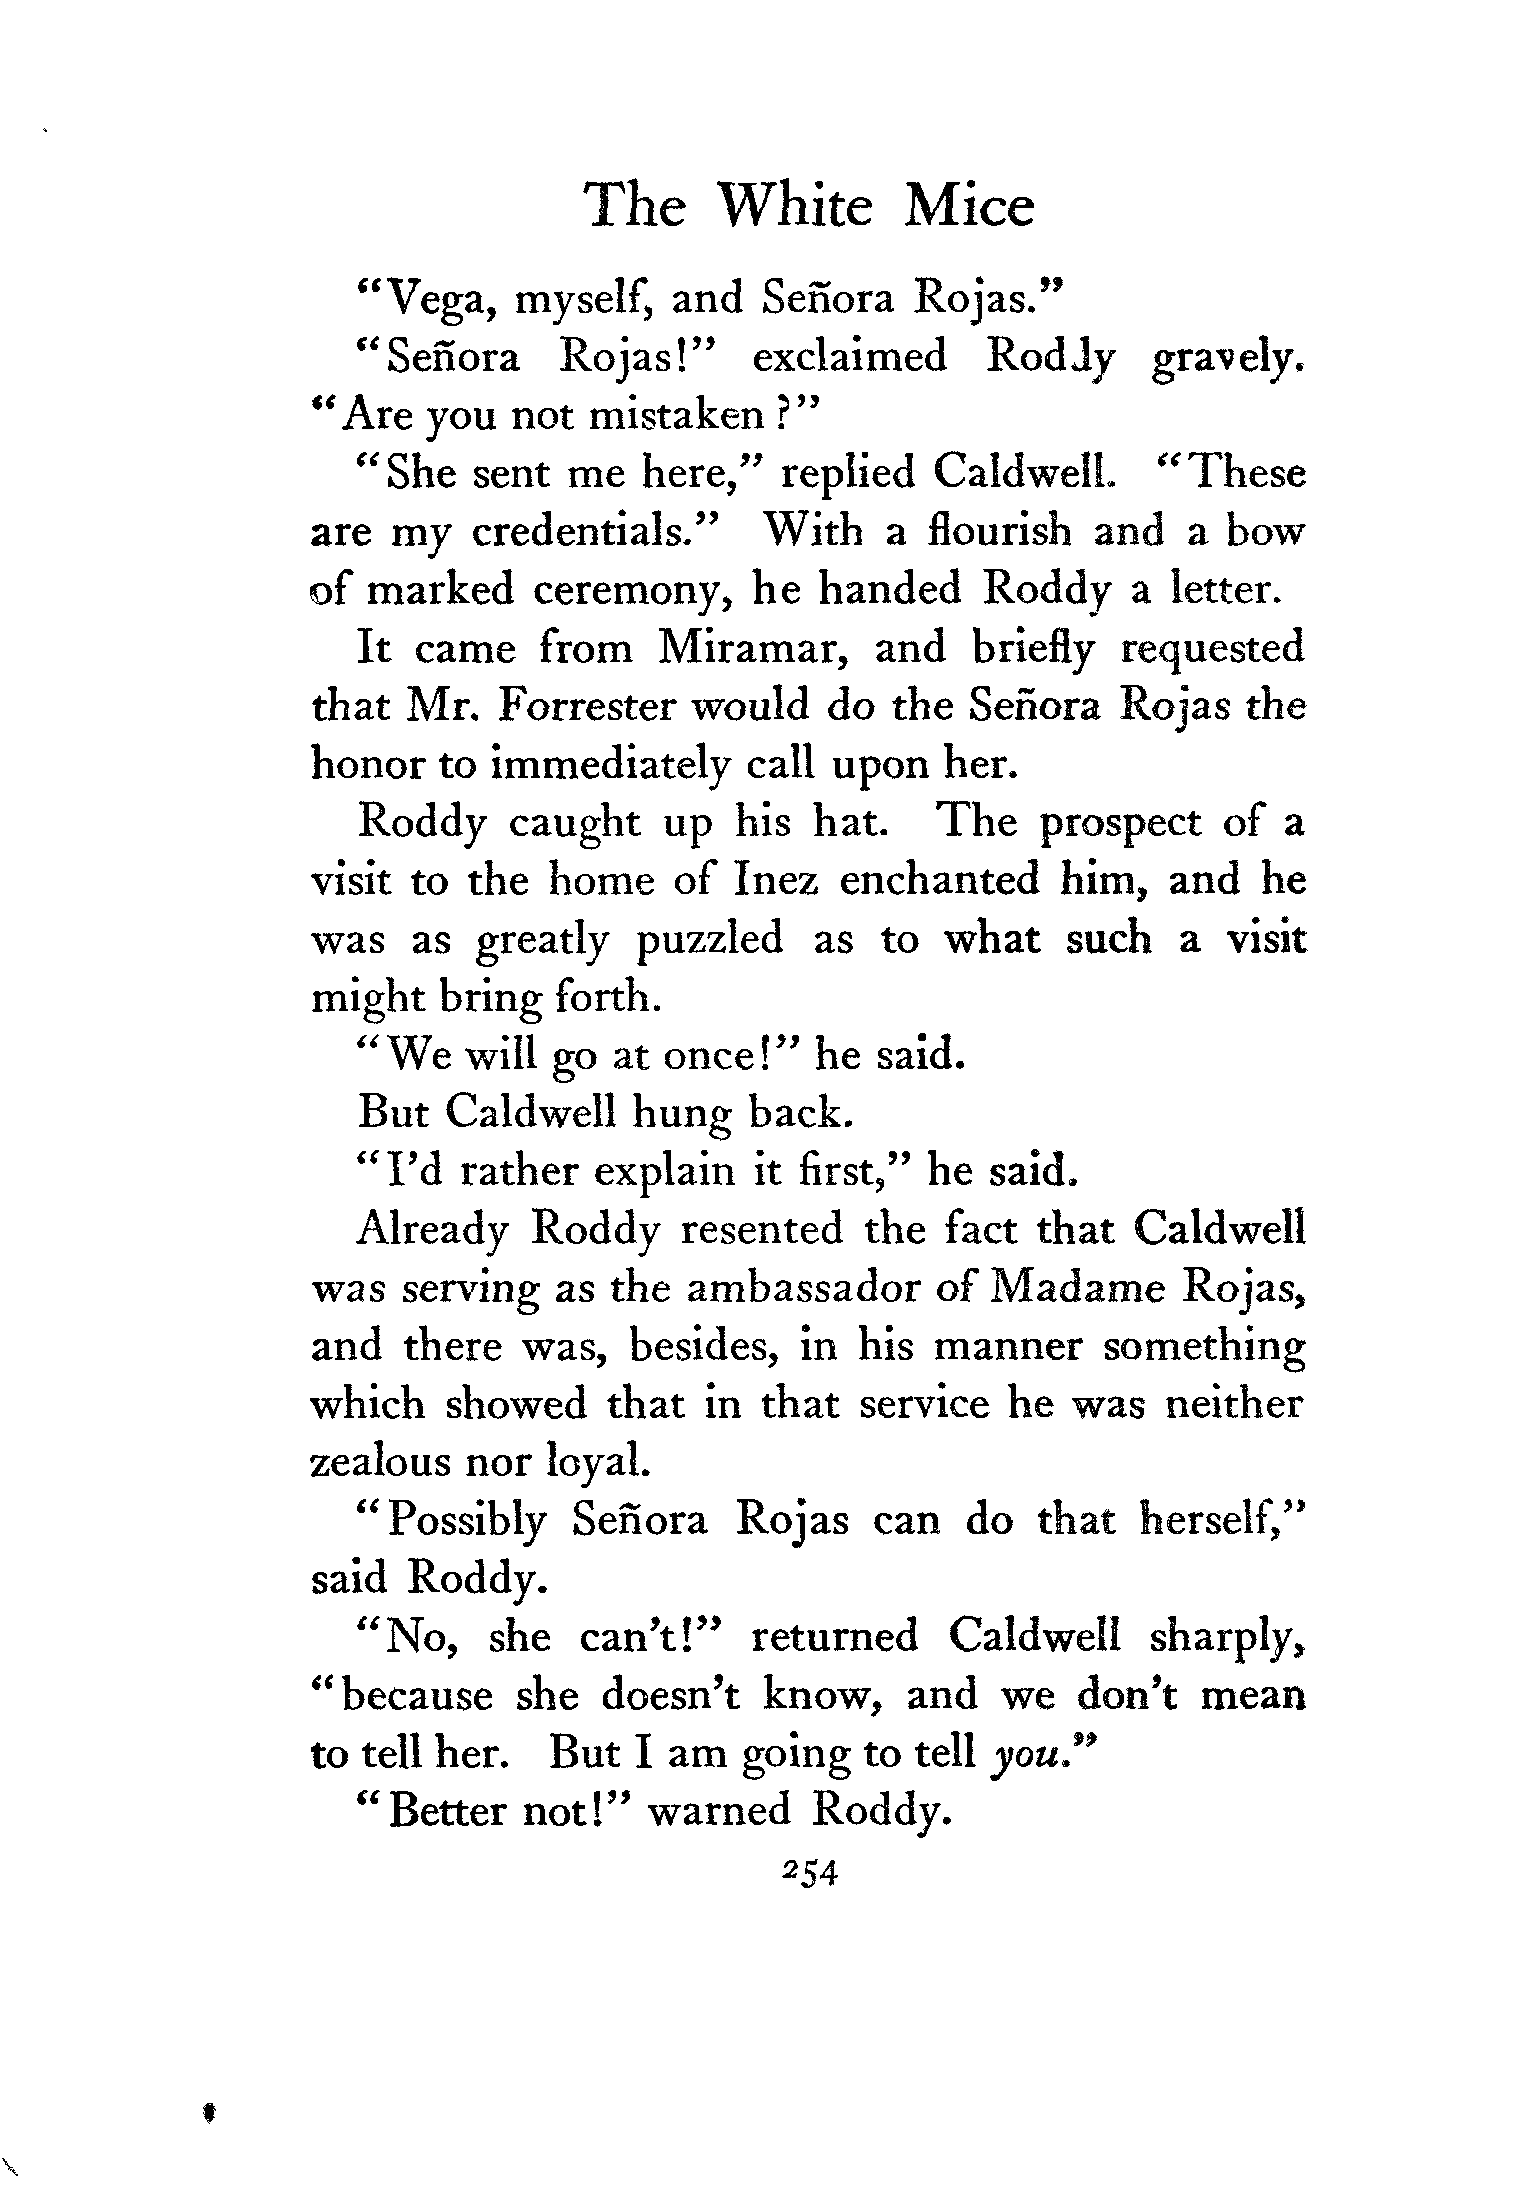 The White Mice
“Vega, myself, and Señora Rojas.”
“Señora Rojas!” exclaimed Roddy gravely.
“Are you not mistaken?”
“She sent me here,” replied Caldwell. “These
are my credentials.” With a flourish and a bow
of marked ceremony, he handed Roddy a letter.
It came from Miramar, and briefly requested
that Mr. Forrester would do the Señora Rojas the
honor to immediately call upon her.
Roddy caught up his hat. The prospect of a
visit to the home of Inez enchanted him, and he
was as greatly puzzled as to what such a visit
might bring forth.
“We will go at once!” he said.
But Caldwell hung back.
“I’d rather explain it first,” he said.
Already Roddy resented the fact that Caldwell
was serving as the ambassador of Madame Rojas,
and there was, besides, in his manner something
which showed that in that service he was neither
zealous nor loyal.
“Possibly Señora Rojas can do that herself,”
said Roddy.
“No, she can’t!” returned Caldwell sharply,
“because she doesn’t know, and we don’t mean
to tell her. But I am going to tell you.”
“Better not!” warned Roddy.
254